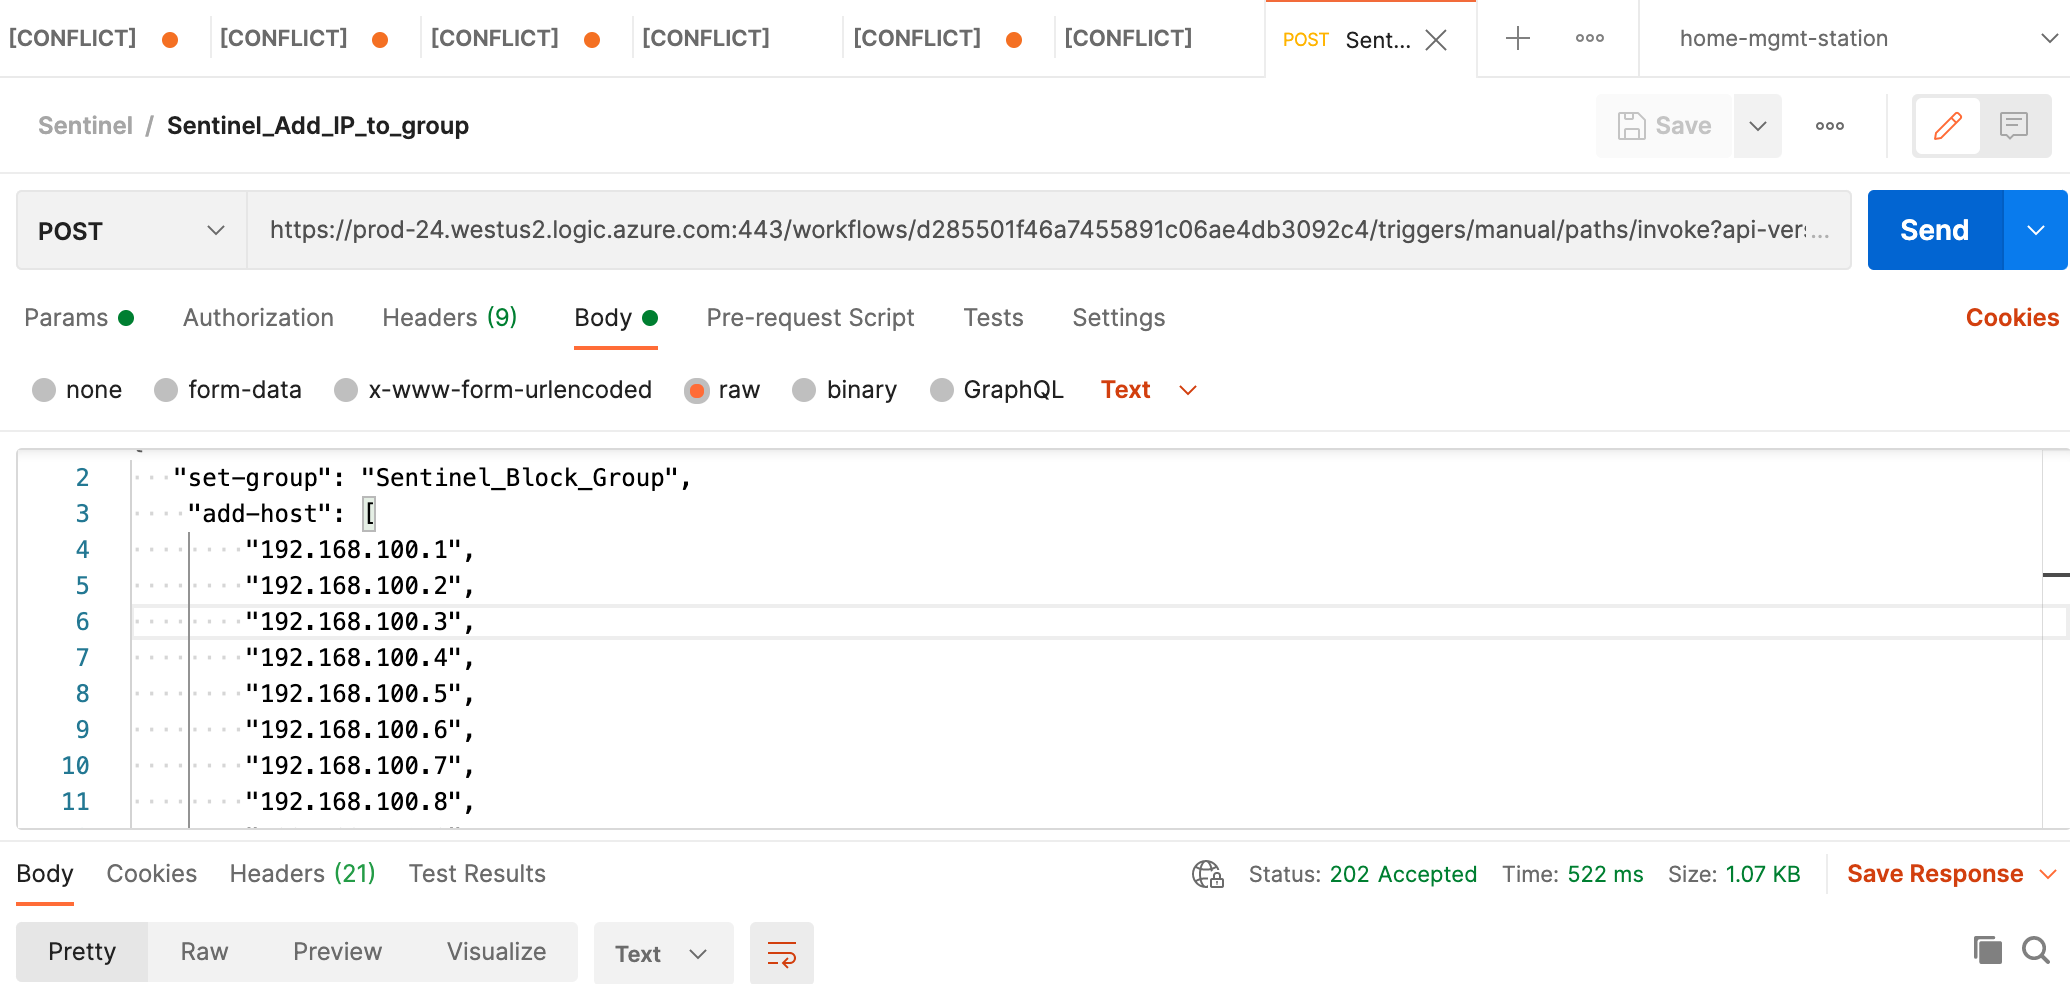 [CONFLICT] [CONFLICT] [CONFLICT] [CONFLICT] [CONFLICT] [CONFLICT] POST Sent... home-mgmt-station
Sentinel / Sentinel_Add_IP_to_group Save
POST https://prod-24.westus2.logic.azure.com:443/workflows/d285501f46a7455891c06ae4db3092c4/triggers/manual/paths/invoke?api-ver... Send
Params Authorization Headers (9) Body Pre-request Script Tests Settings Cookies
none form-data x-www-form-urlencoded raw binary GraphQL Text
2 "set-group": "Sentinel_Block_Group",
3 "add-host": [
4 "192.168.100.1",
5 "192.168.100.2",
6 "192.168.100.3",
7 "192.168.100.4",
8 "192.168.100.5",
9 "192.168.100.6",
10 "192.168.100.7",
11 "192.168.100.8",
Body Cookies Headers (21) Test Results Status: 202 Accepted Time: 522 ms Size: 1.07 KB Save Response
Pretty Raw Preview Visualize Text